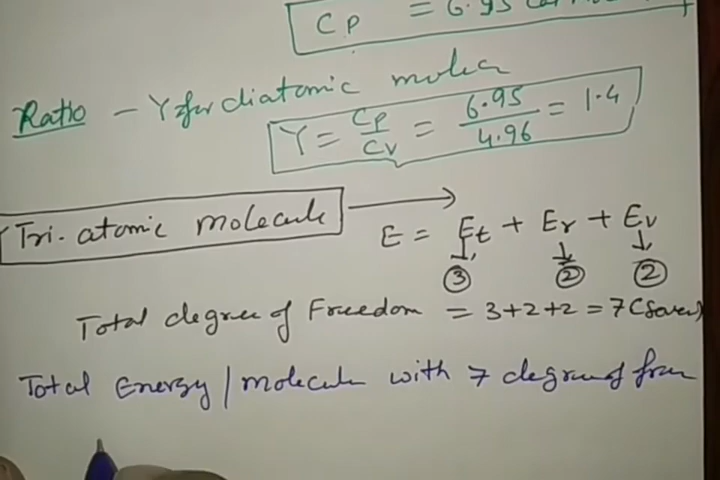 Cp = 6.95
Ratio - γ for diatomic molec
γ = Cp/Cv = 6.95/4.96 = 1.4
Tri-atomic molecule → E = Et + Er + Ev
3 2 2
Total degree of Freedom = 3+2+2 = 7 (Seven)
Total Energy / molecule with 7 degree of free